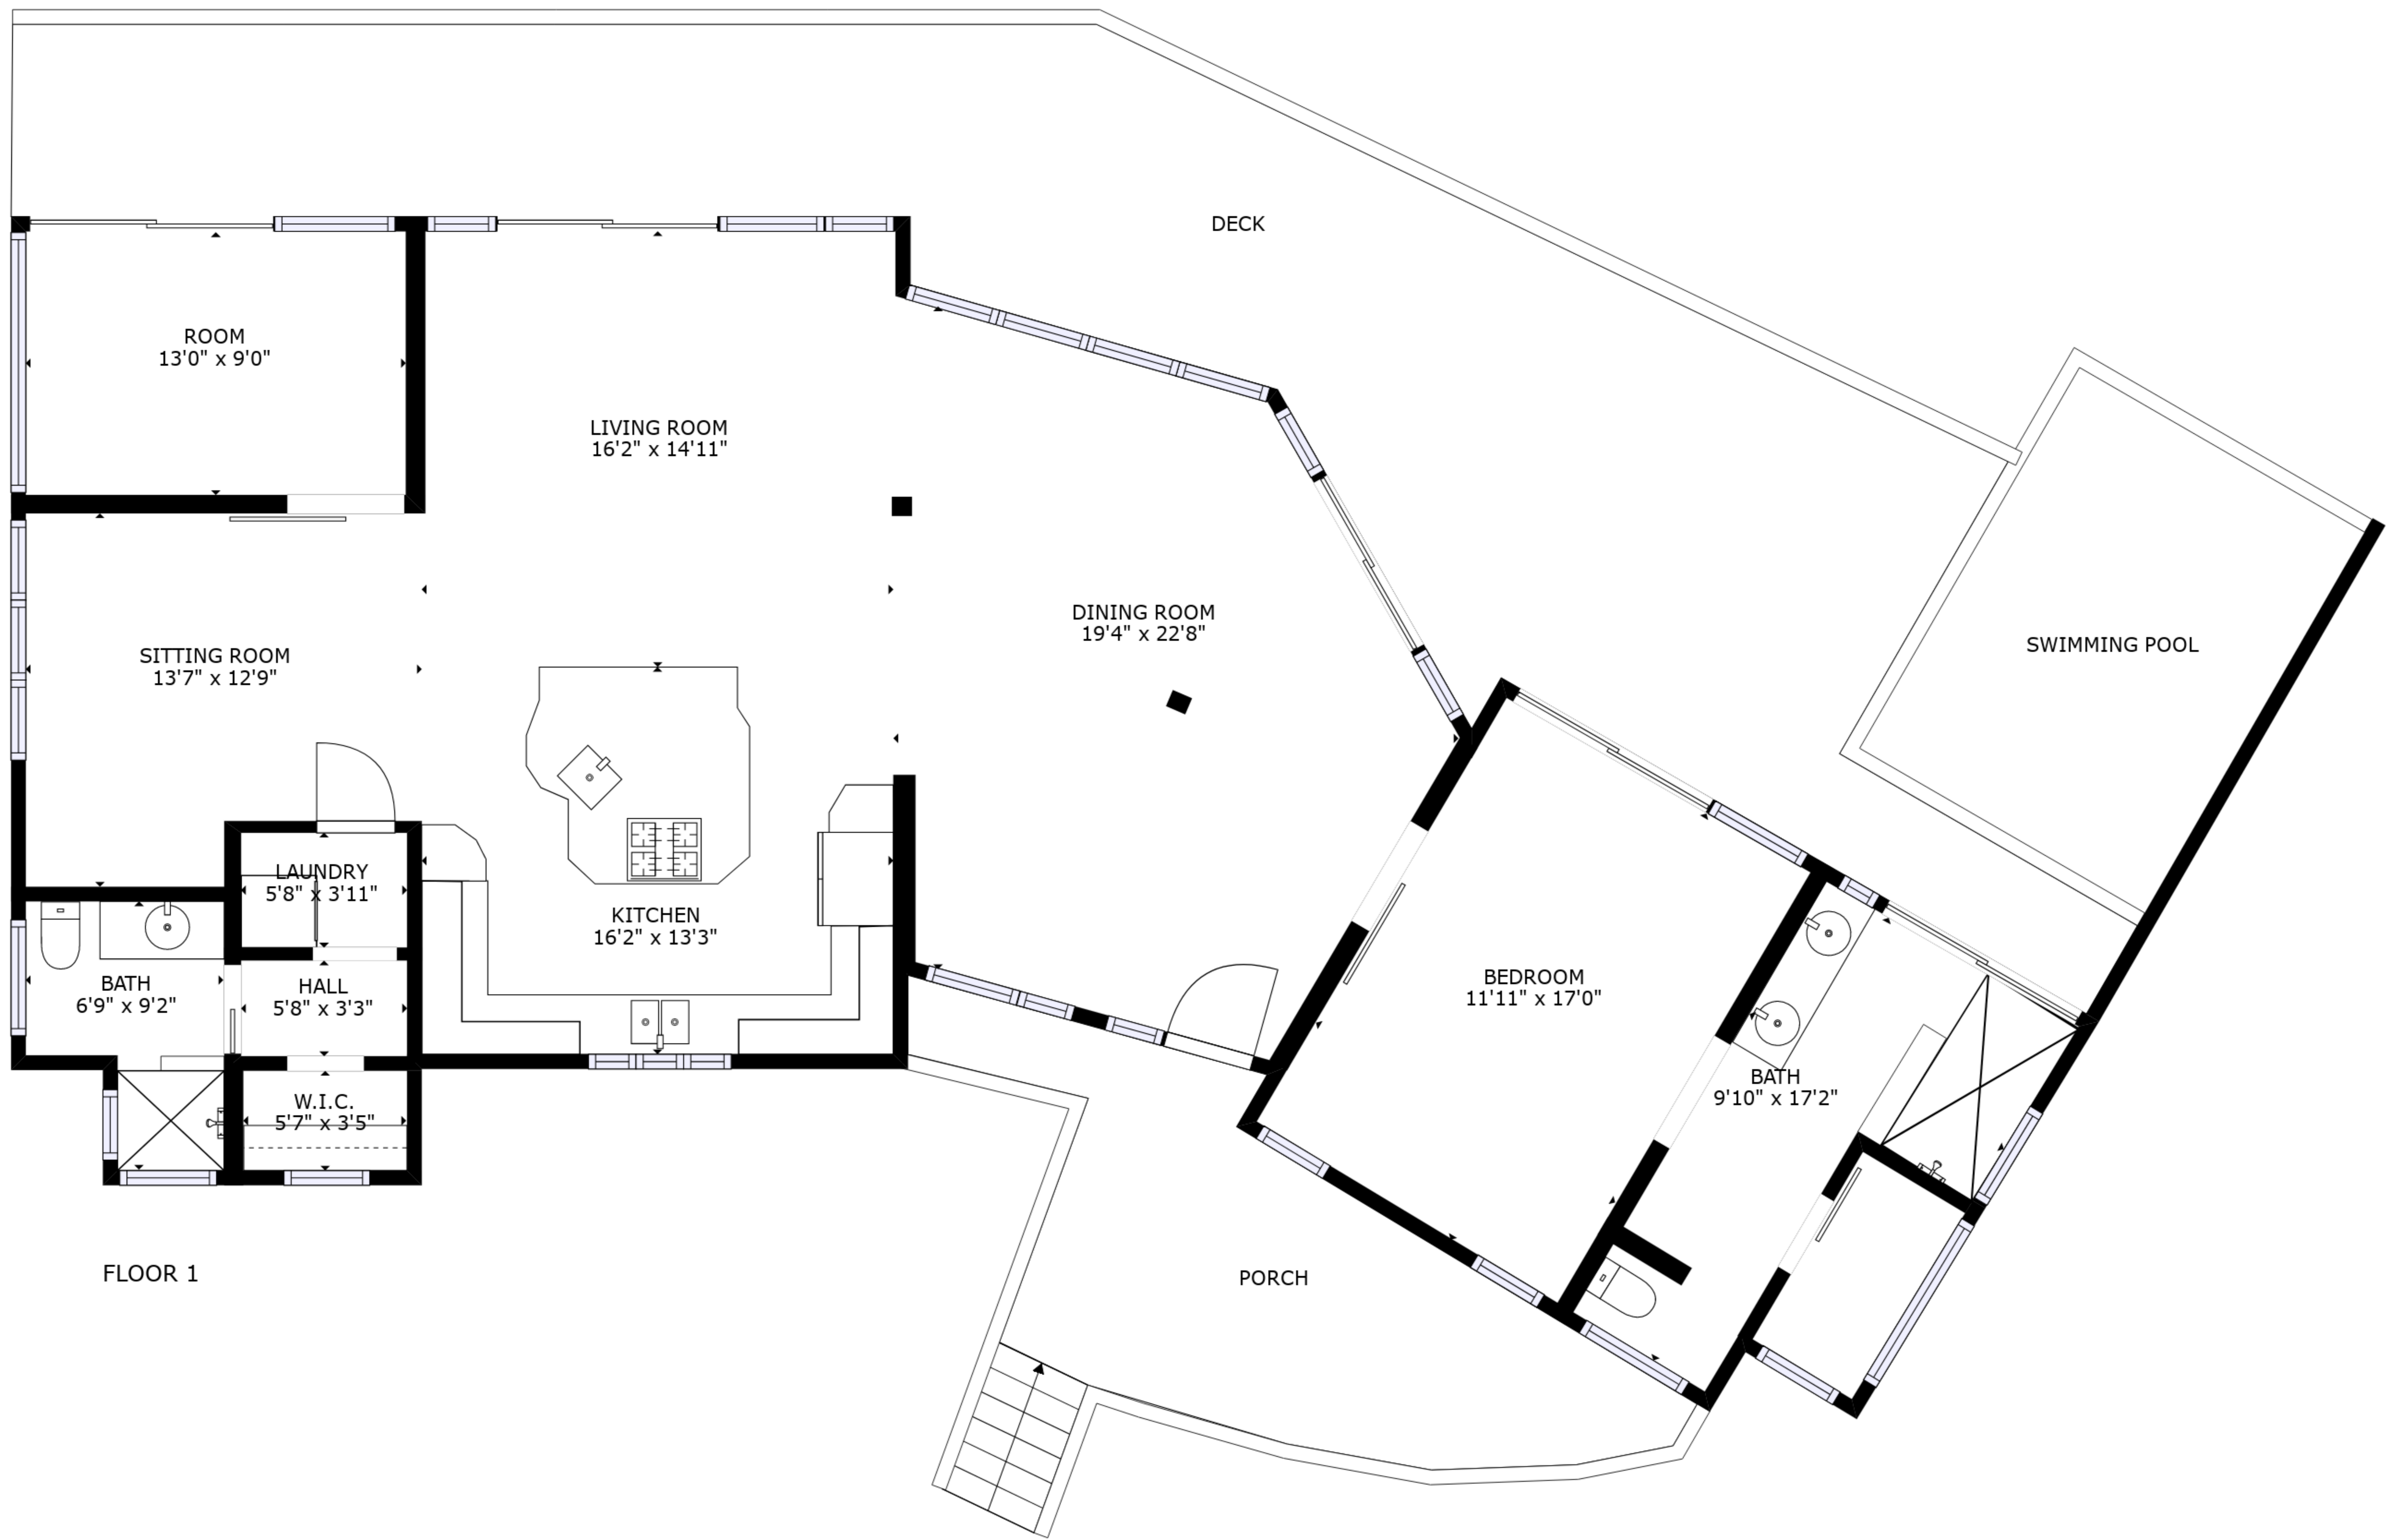 DECK
ROOM
13'0" x 9'0"
LIVING ROOM
16'2" x 14'11"
DINING ROOM
19'4" x 22'8"
SWIMMING POOL
SITTING ROOM
13'7" x 12'9"
LAUNDRY
5'8" x 3'11"
KITCHEN
16'2" x 13'3"
BATH
6'9" x 9'2"
HALL
5'8" x 3'3"
BEDROOM
11'11" x 17'0"
BATH
9'10" x 17'2"
W.I.C.
5'7" x 3'5"
FLOOR 1
PORCH